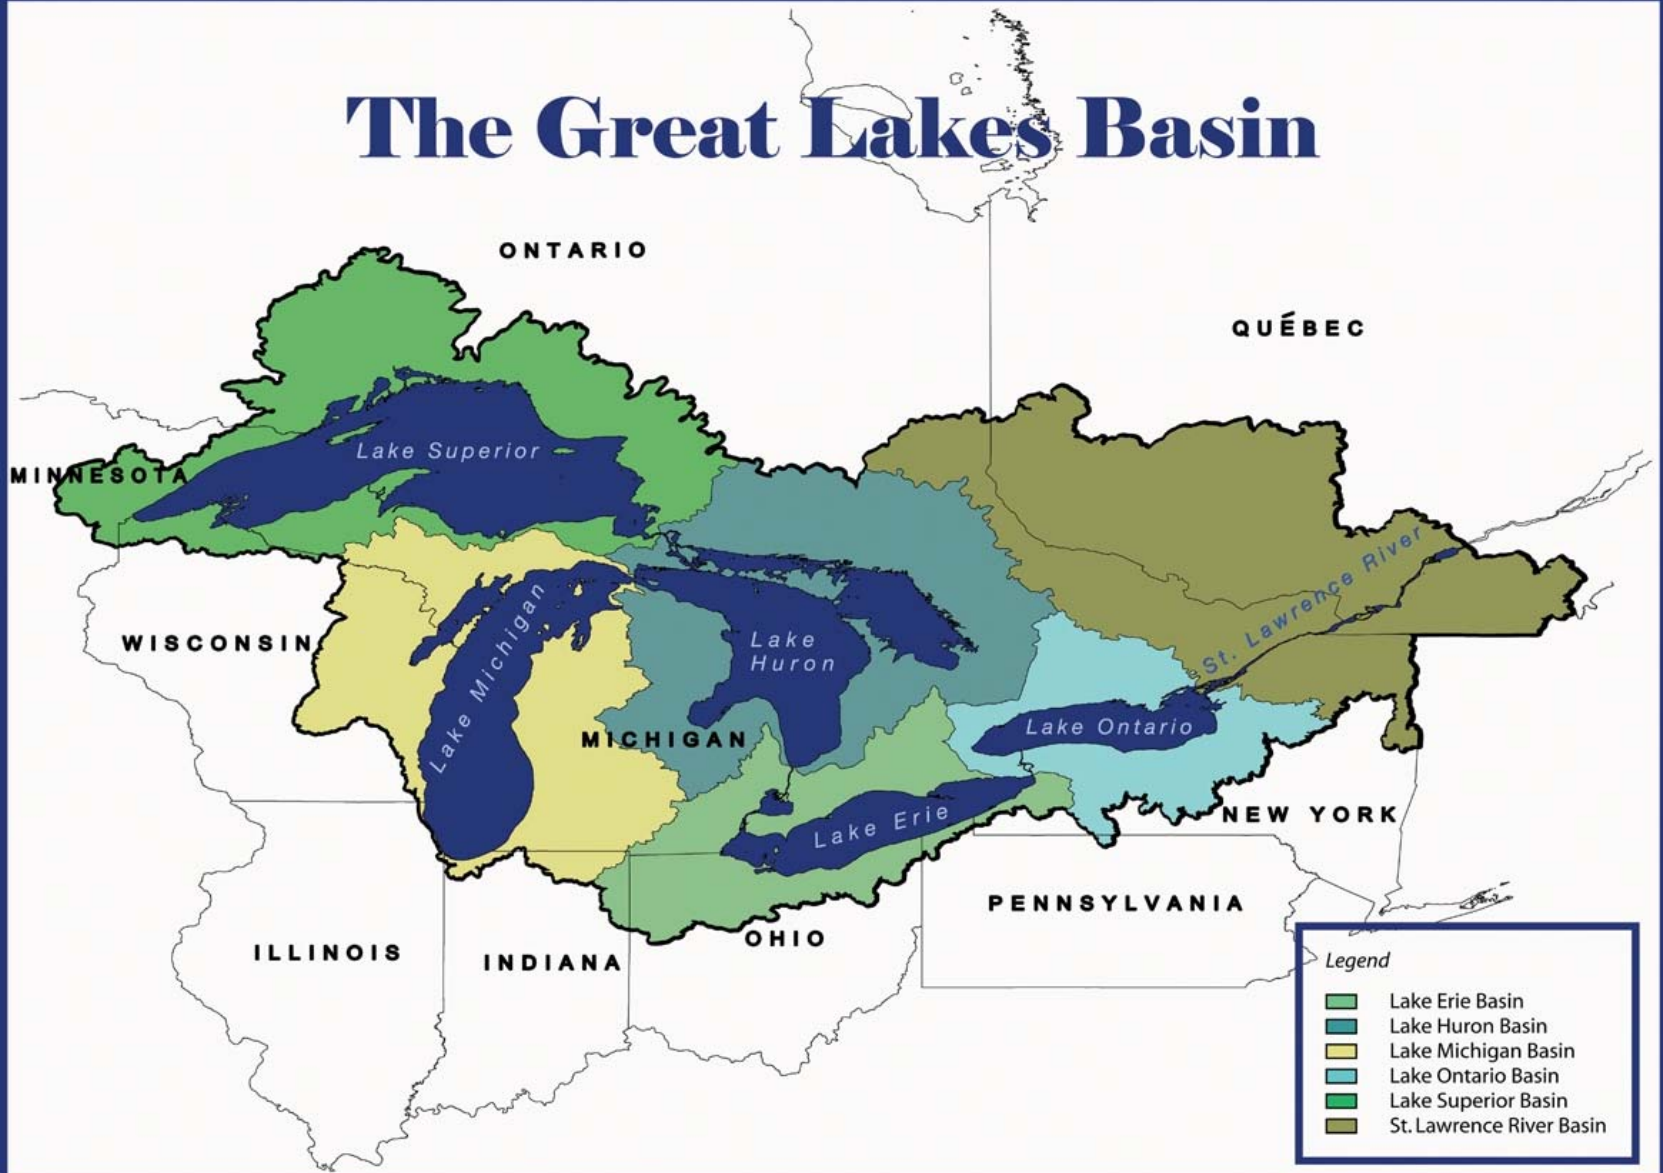 The Great Lakes Basin
ONTARIO
QUÉBEC
Lake Superior
MINNESOTA
St. Lawrence River
WISCONSIN
Lake Michigan
Lake
Huron
MICHIGAN
Lake Ontario
Lake Erie
NEW YORK
PENNSYLVANIA
ILLINOIS
INDIANA
OHIO
Legend
Lake Erie Basin
Lake Huron Basin
Lake Michigan Basin
Lake Ontario Basin
Lake Superior Basin
St. Lawrence River Basin